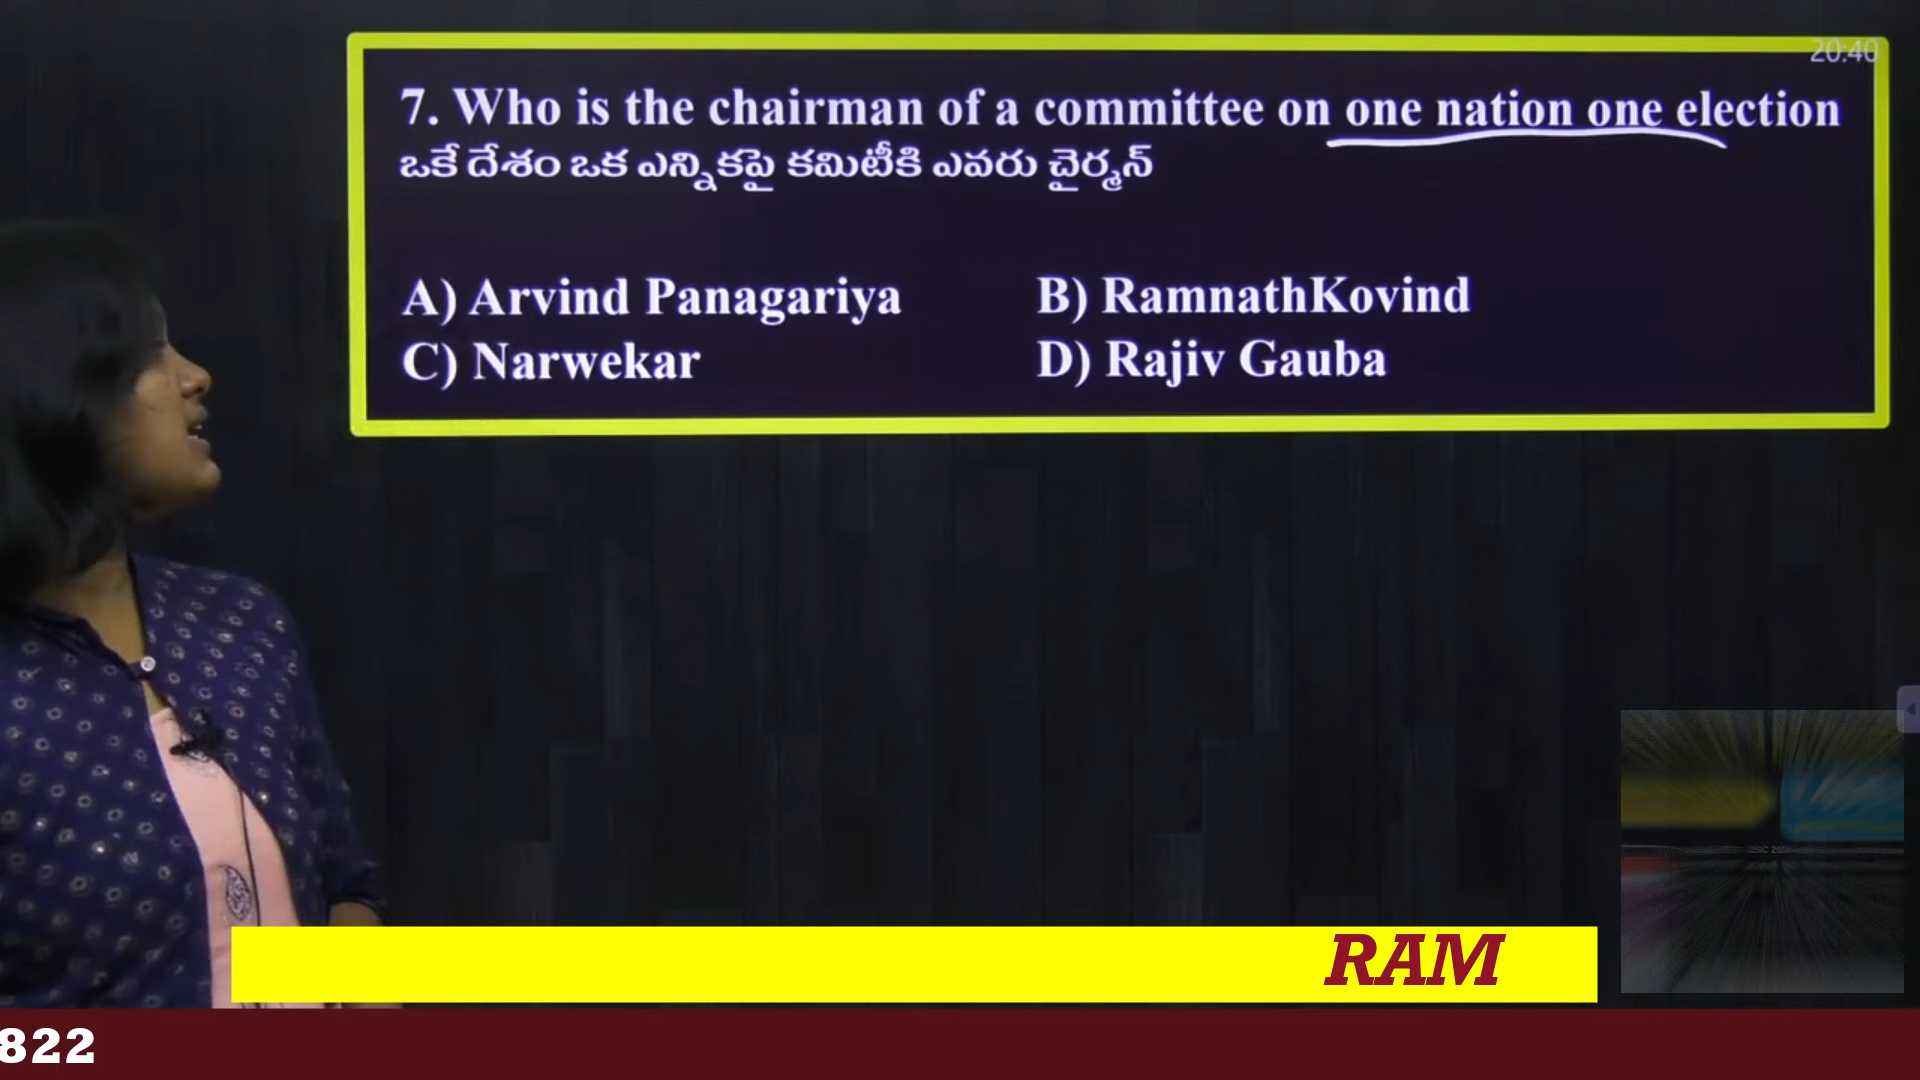 20:40
7. Who is the chairman of a committee on one nation one election
ఒకే దేశం ఒక ఎన్నికపై కమిటీకి ఎవరు చైర్మన్
A) Arvind Panagariya B) RamnathKovind
C) Narwekar D) Rajiv Gauba
RAM
822